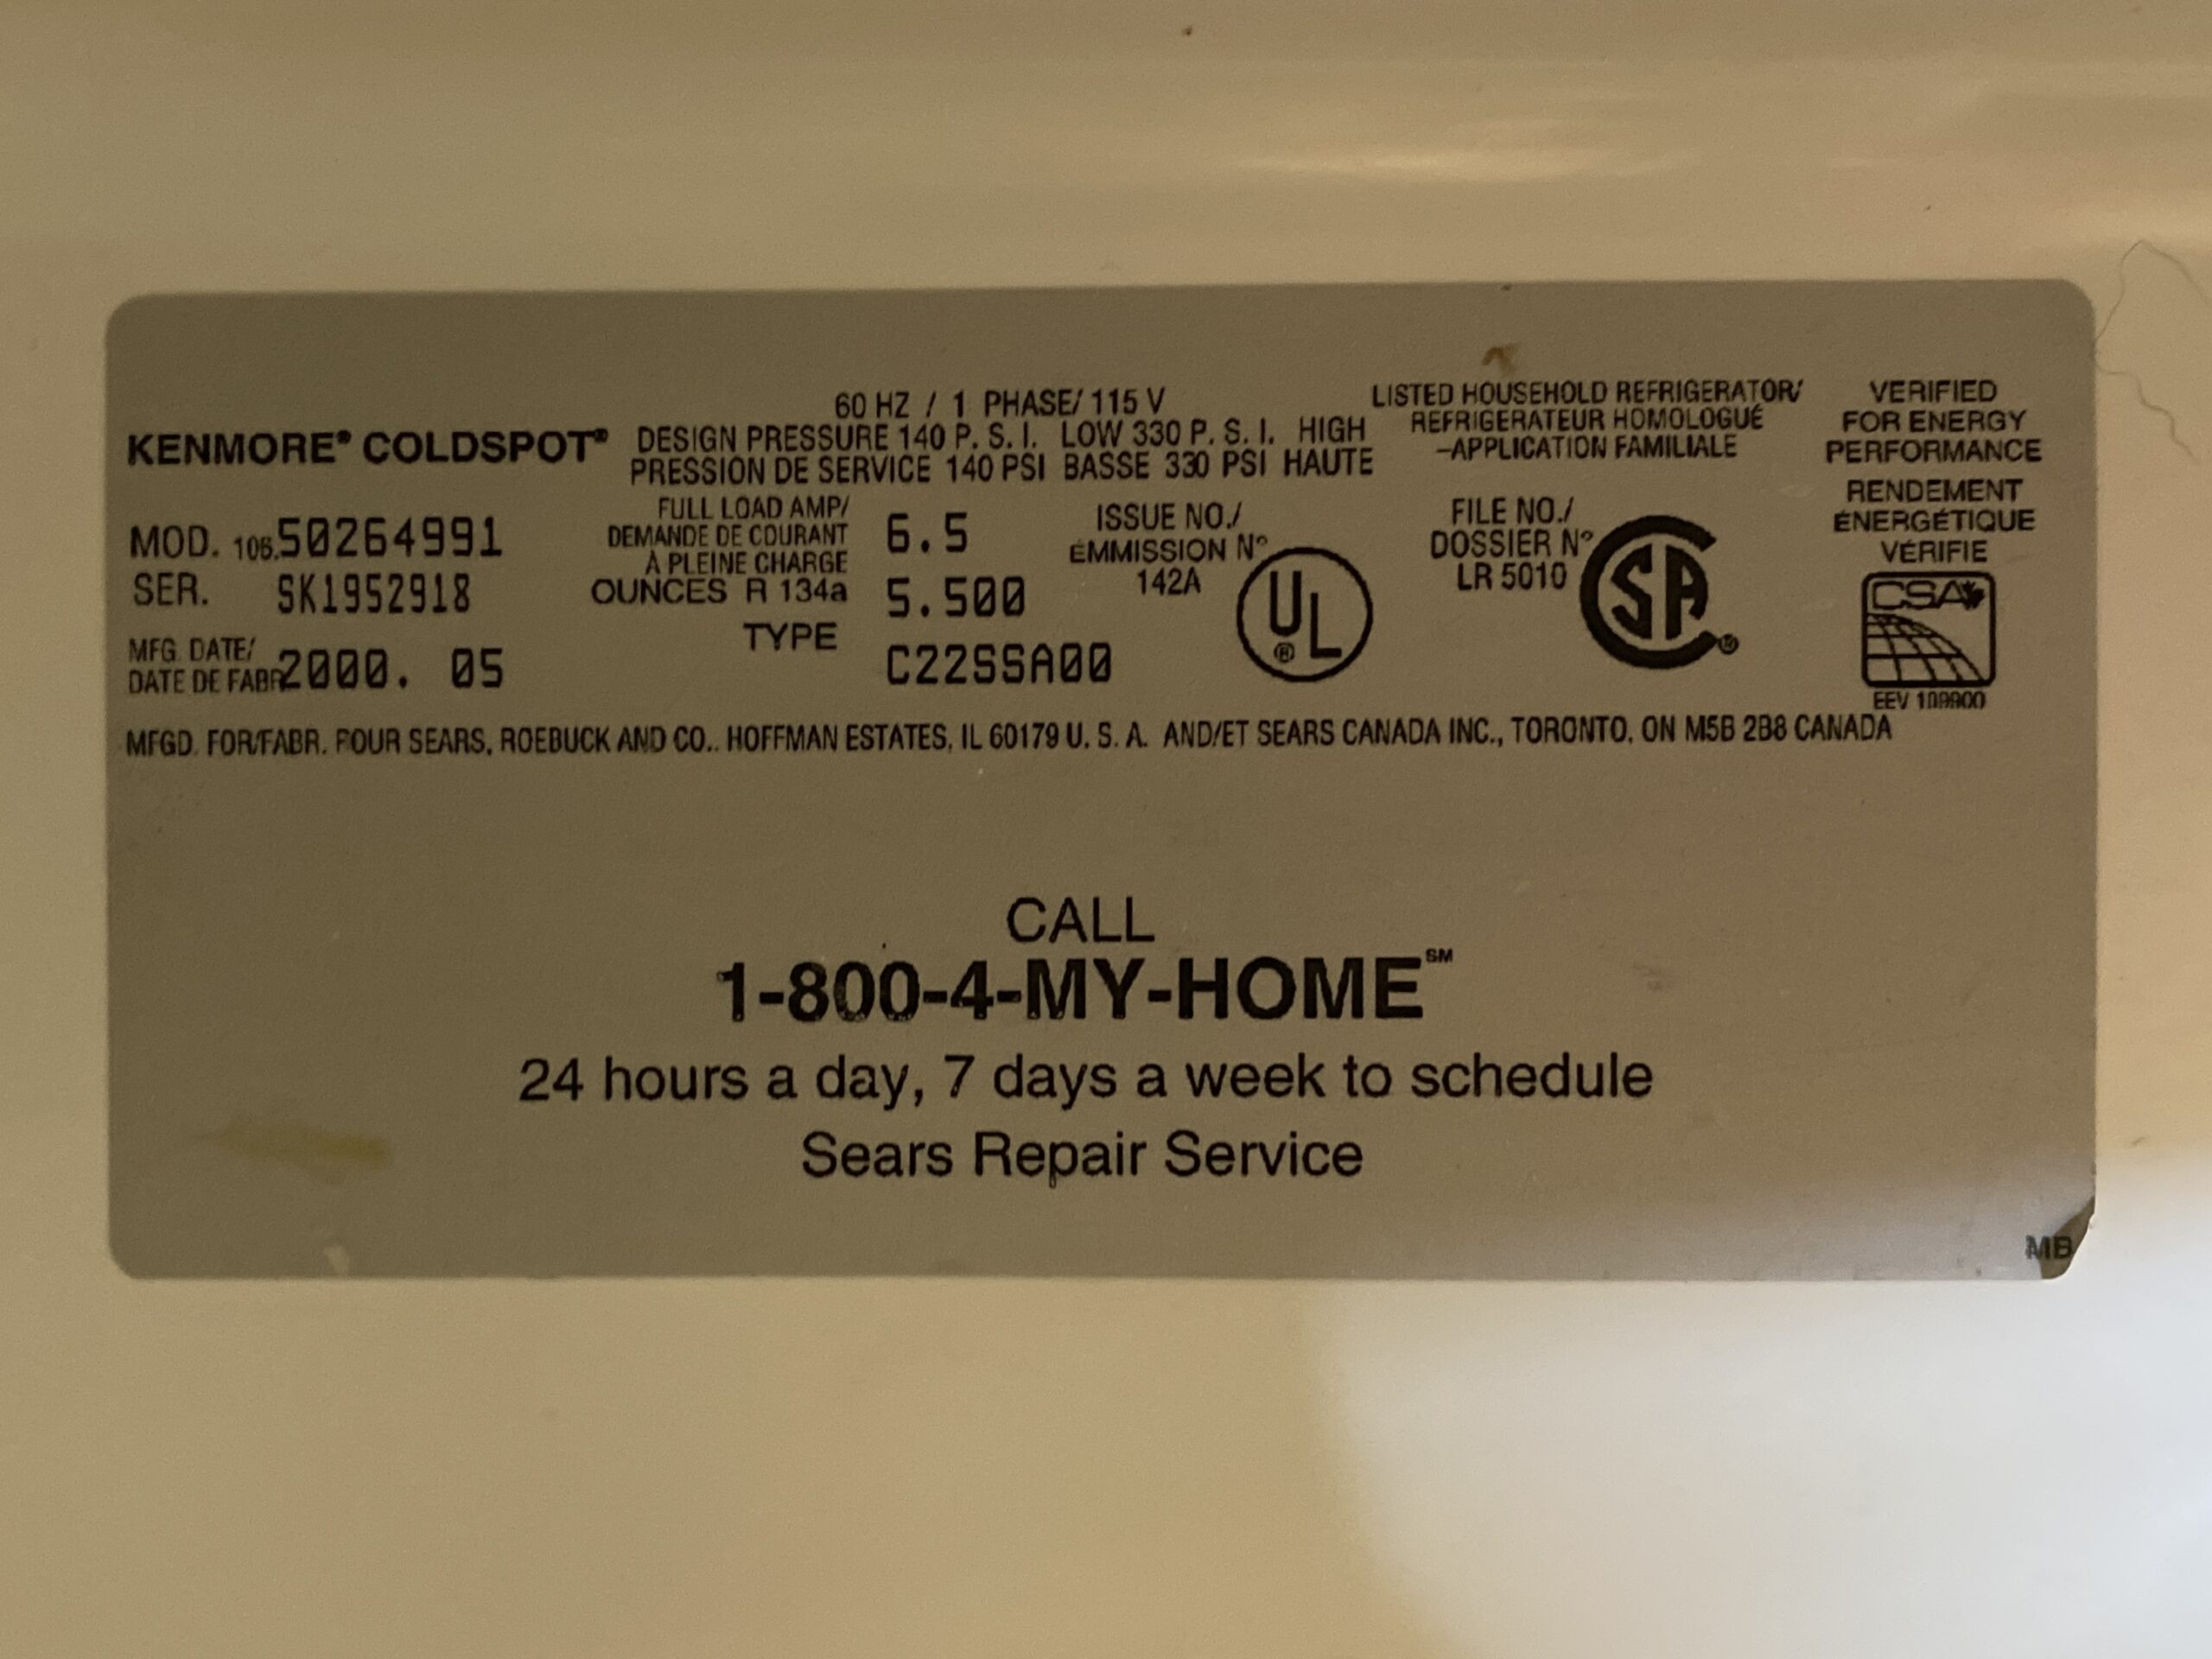 60 HZ / 1 PHASE/ 115 V
KENMORE® COLDSPOT®
DESIGN PRESSURE 140 P. S. I. LOW 330 P. S. I. HIGH
PRESSION DE SERVICE 140 PSI BASSE 330 PSI HAUTE
LISTED HOUSEHOLD REFRIGERATOR/
REFRIGERATEUR HOMOLOGUÉ
-APPLICATION FAMILIALE
VERIFIED
FOR ENERGY
PERFORMANCE
RENDEMENT
ÉNERGÉTIQUE
VÉRIFIE
MOD. 106.50264991
SER. SK1952918
MFG. DATE/
DATE DE FABR 2000. 05
FULL LOAD AMP/
DEMANDE DE COURANT
À PLEINE CHARGE 6.5
OUNCES R 134a 5.500
TYPE C22SSA00
ISSUE NO./
ÉMMISSION Nº
142A
UL®
FILE NO./
DOSSIER Nº
LR 5010
CSA®
CSA
EEV
MFGD. FOR/FABR. POUR SEARS, ROEBUCK AND CO.. HOFFMAN ESTATES, IL 60179 U. S. A. AND/ET SEARS CANADA INC., TORONTO, ON M5B 2B8 CANADA
CALL
1-800-4-MY-HOME℠
24 hours a day, 7 days a week to schedule
Sears Repair Service
MB